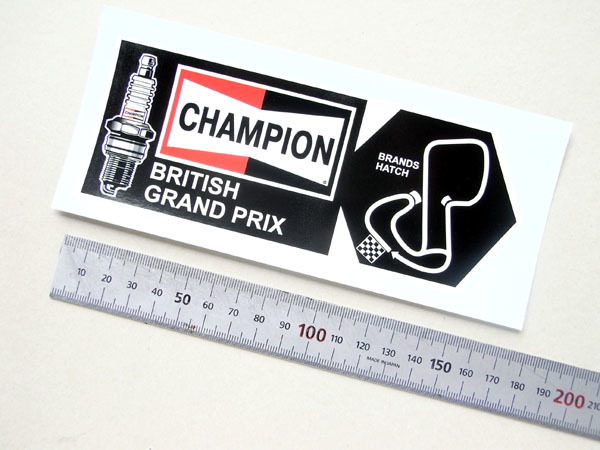 Champion
CHAMPION
BRITISH
GRAND PRIX
BRANDS
HATCH
10 20 30 40 50 60 70 80 90 100 110 120 130 140 150 160 170 180 190 200 210
MADE IN JAPAN